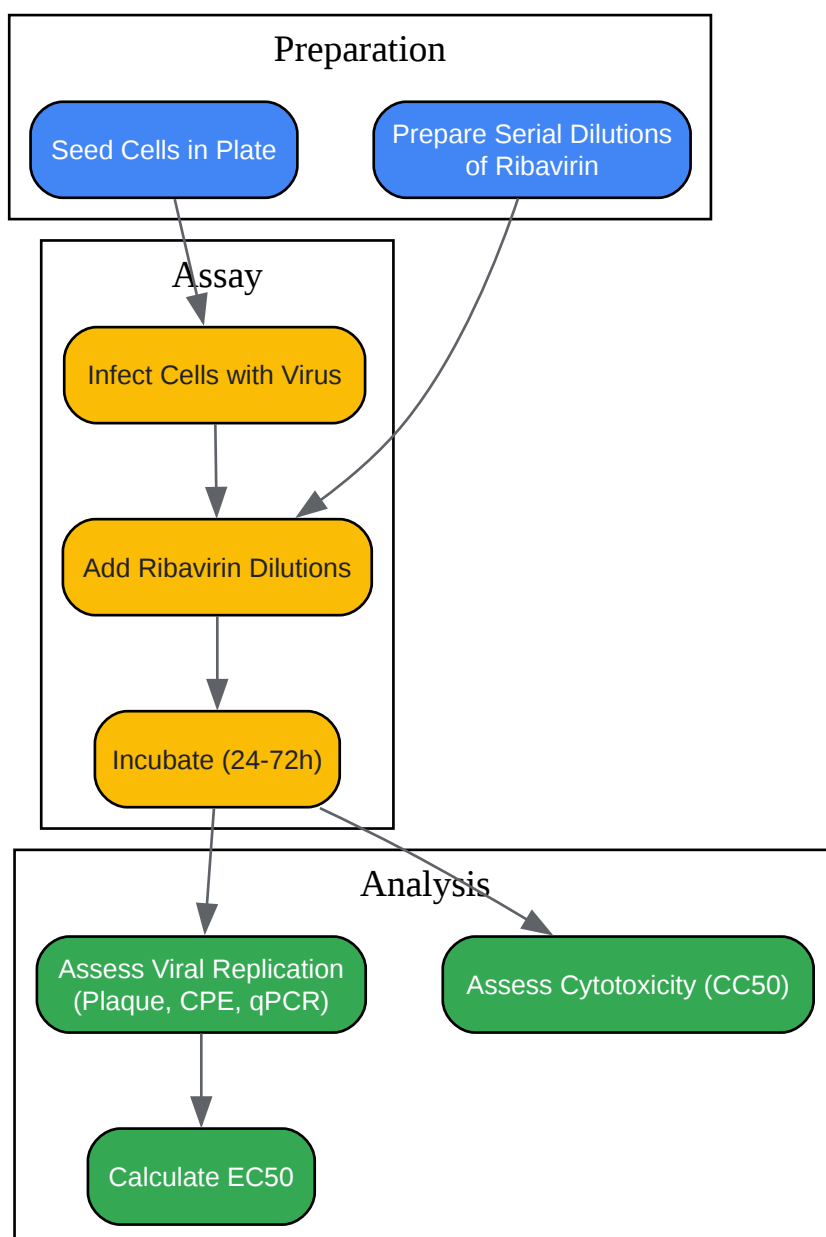 Preparation
Seed Cells in Plate
Prepare Serial Dilutions
of Ribavirin
Assay
Infect Cells with Virus
Add Ribavirin Dilutions
Incubate (24-72h)
Analysis
Assess Viral Replication
(Plaque, CPE, qPCR)
Assess Cytotoxicity (CC50)
Calculate EC50